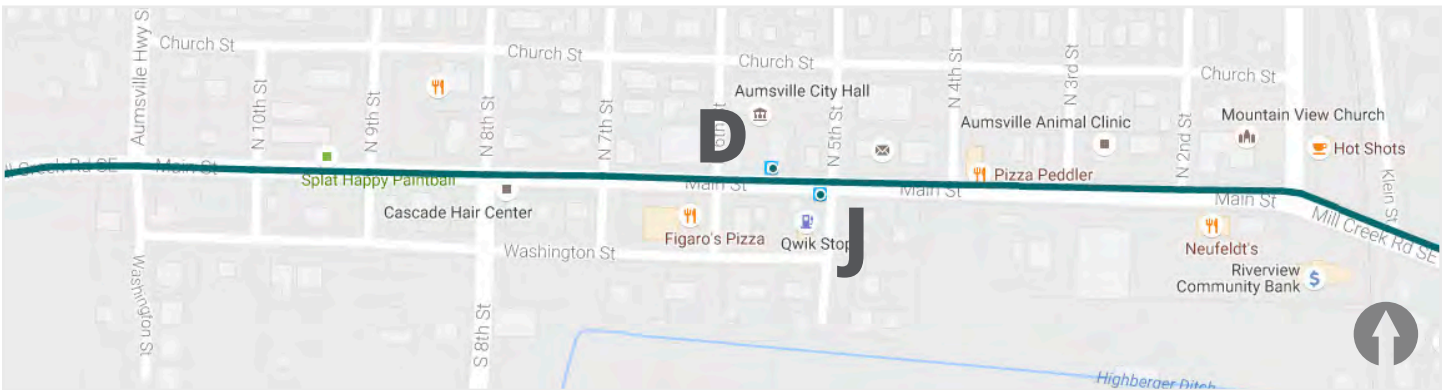 Aumsville Hwy S
Church St
Church St
Church St
Church St
N 10th St
N 9th St
N 8th St
N 7th St
N 5th St
N 4th St
N 3rd St
N 2nd St
Klein St
Aumsville City Hall
Aumsville Animal Clinic
Mountain View Church
Hot Shots
D
Creek Rd SE
Main St
Splat Happy Paintball
Main St
Main St
Pizza Peddler
Main St
Mill Creek Rd SE
Cascade Hair Center
Figaro's Pizza
Qwik Stop
J
Neufeldt's
Washington St
Washington St
S 8th St
Riverview
Community Bank
$
Highberger Ditch